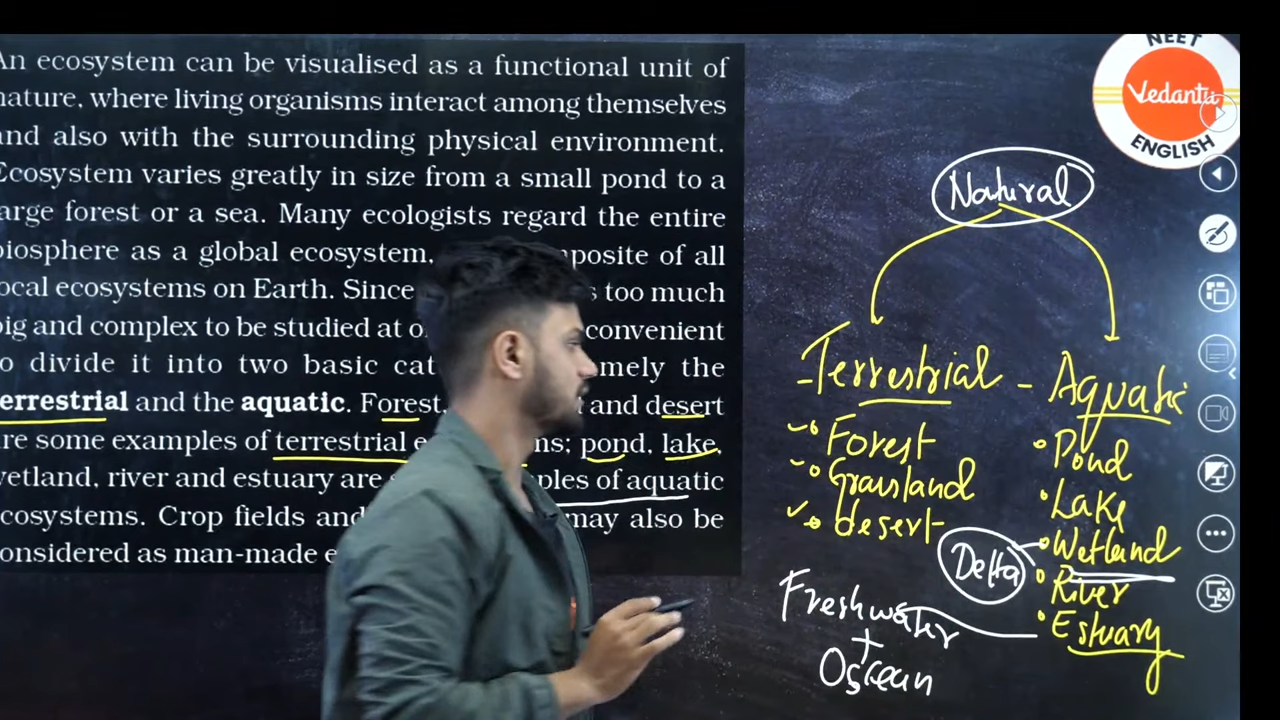 An ecosystem can be visualised as a functional unit of
nature, where living organisms interact among themselves
and also with the surrounding physical environment.
Ecosystem varies greatly in size from a small pond to a
large forest or a sea. Many ecologists regard the entire
biosphere as a global ecosystem, posite of all
local ecosystems on Earth. Since s too much
big and complex to be studied at o convenient
to divide it into two basic cat mely the
terrestrial and the aquatic. Forest, and desert
are some examples of terrestrial e ms; pond, lake,
wetland, river and estuary are ples of aquatic
ecosystems. Crop fields and may also be
considered as man-made e
NEET
Vedantu
ENGLISH
Natural
-Terrestrial
Forest
Grassland
desert
- Aquatic
Pond
Lake
Wetland
River
Estuary
Delta
Freshwater
+
Oscean